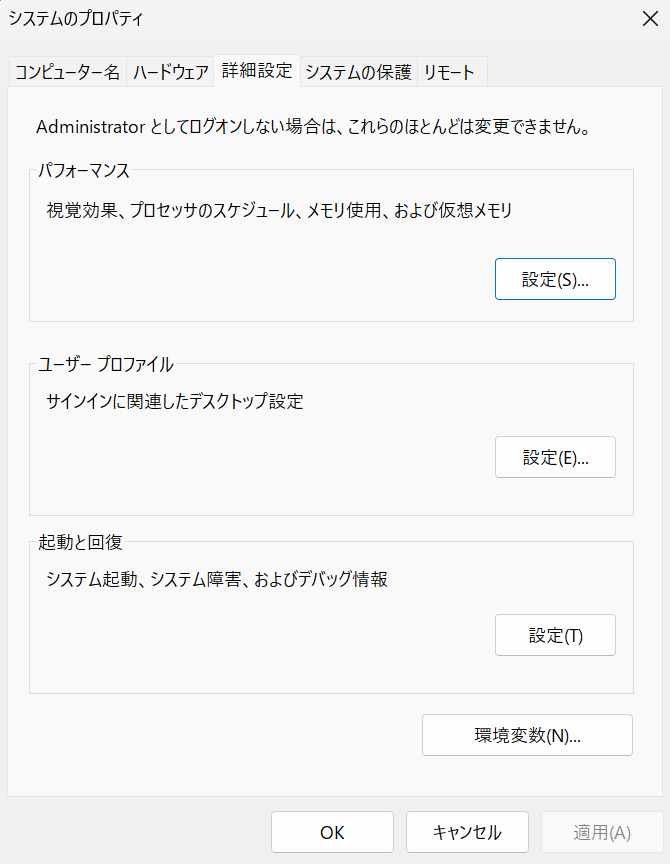 システムのプロパティ
コンピューター名 ハードウェア 詳細設定 システムの保護 リモート
Administrator としてログオンしない場合は、これらのほとんどは変更できません。
パフォーマンス
視覚効果、プロセッサのスケジュール、メモリ使用、および仮想メモリ
設定(S)...
ユーザー プロファイル
サインインに関連したデスクトップ設定
設定(E)...
起動と回復
システム起動、システム障害、およびデバッグ情報
設定(T)
環境変数(N)...
OK キャンセル 適用(A)